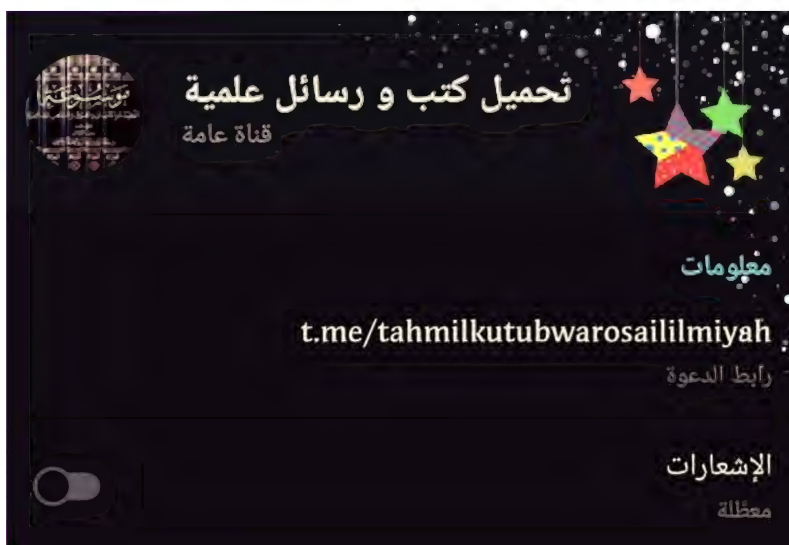 تحميل كتب و رسائل علمية
قناة عامة
معلومات
t.me/tahmilkutubwarosaililmiyah
رابط الدعوة
الإشعارات
معطّلة